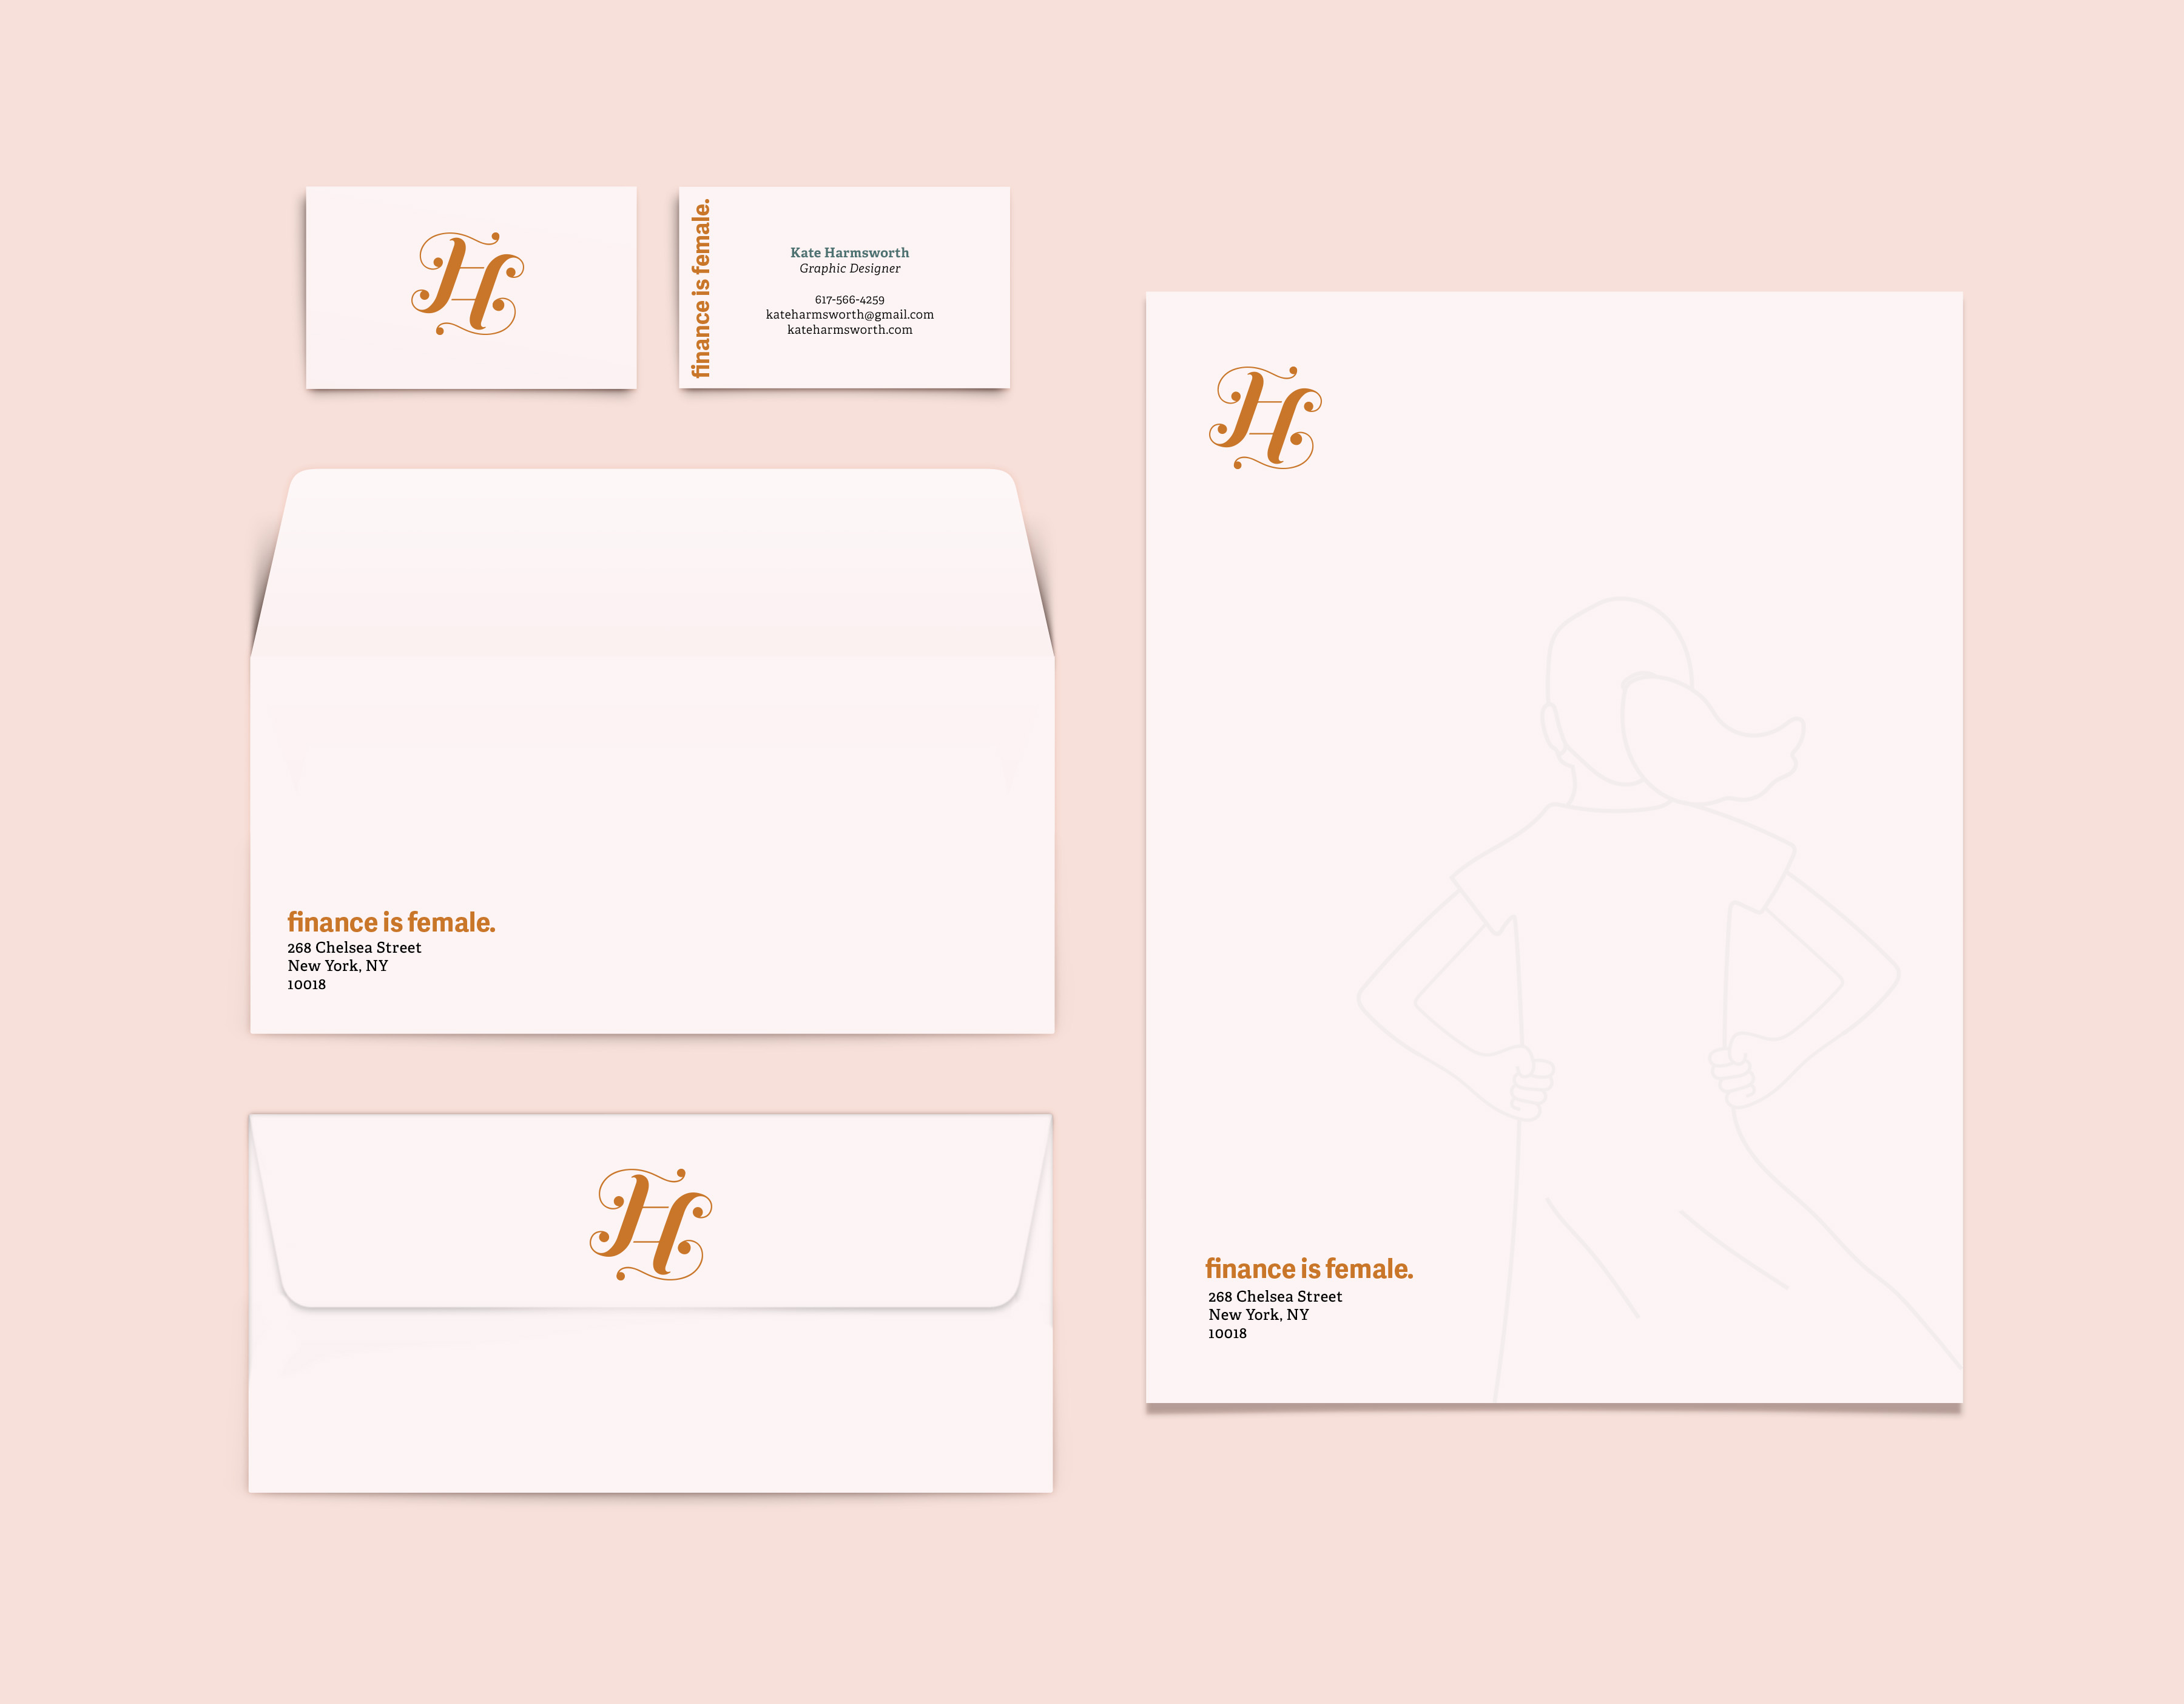 H
finance is female.
Kate Harmsworth
Graphic Designer
617-566-4259
kateharmsworth@gmail.com
kateharmsworth.com
finance is female.
268 Chelsea Street
New York, NY
10018
H
H
finance is female.
268 Chelsea Street
New York, NY
10018